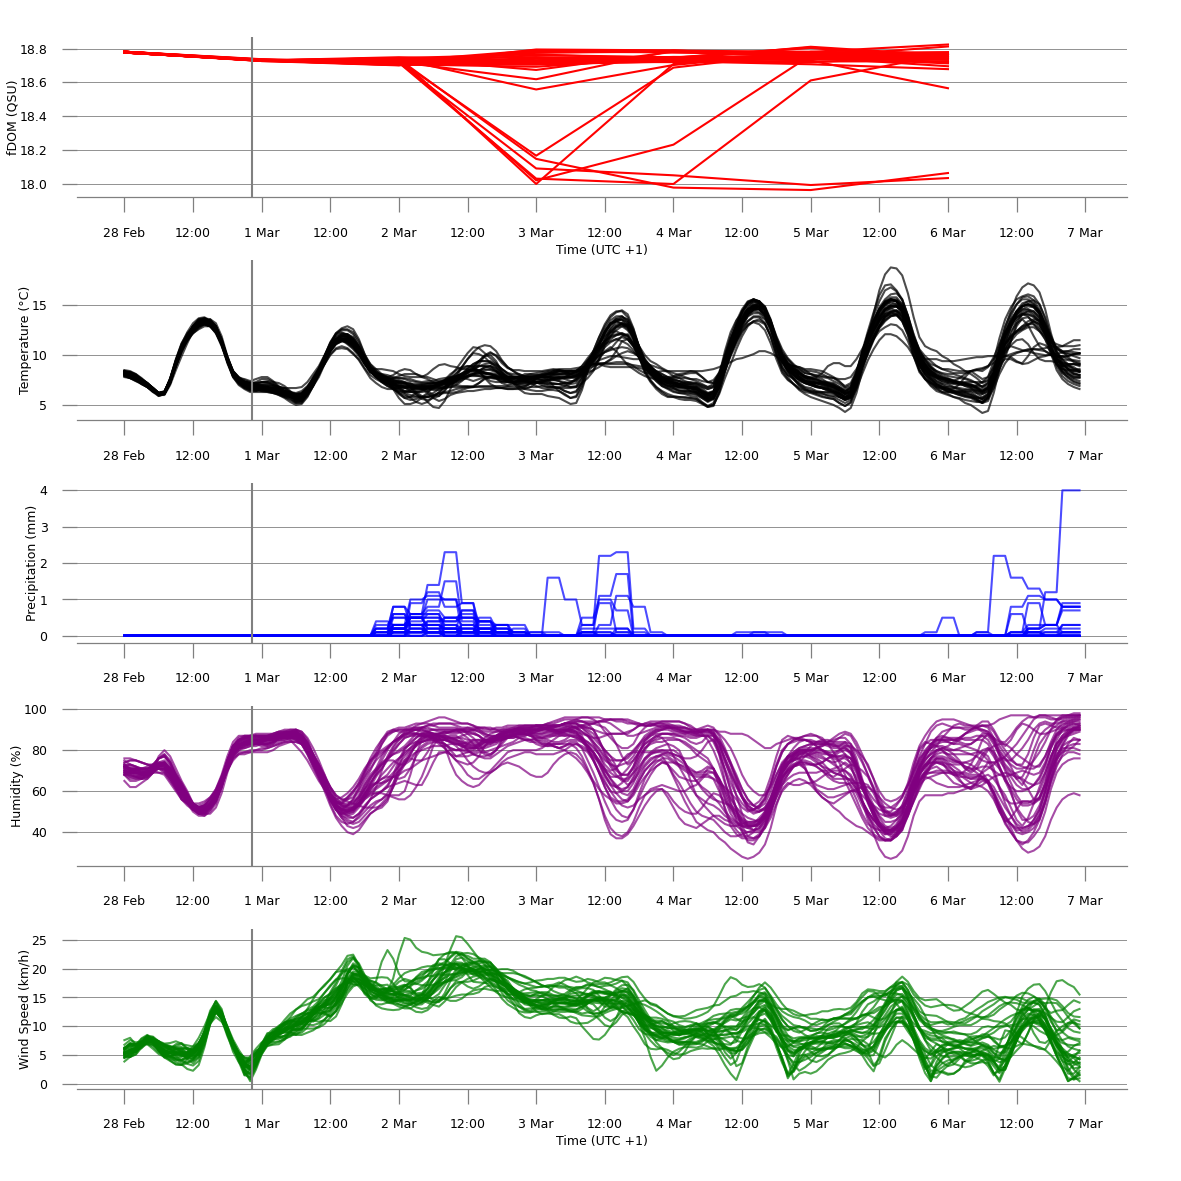 fDOM (QSU)
18.8
18.6
18.4
18.2
18.0
28 Feb 12:00 1 Mar 12:00 2 Mar 12:00 3 Mar 12:00 4 Mar 12:00 5 Mar 12:00 6 Mar 12:00 7 Mar
Time (UTC +1)
Temperature (°C)
15
10
5
28 Feb 12:00 1 Mar 12:00 2 Mar 12:00 3 Mar 12:00 4 Mar 12:00 5 Mar 12:00 6 Mar 12:00 7 Mar
Precipitation (mm)
4
3
2
1
0
28 Feb 12:00 1 Mar 12:00 2 Mar 12:00 3 Mar 12:00 4 Mar 12:00 5 Mar 12:00 6 Mar 12:00 7 Mar
Humidity (%)
100
80
60
40
28 Feb 12:00 1 Mar 12:00 2 Mar 12:00 3 Mar 12:00 4 Mar 12:00 5 Mar 12:00 6 Mar 12:00 7 Mar
Wind Speed (km/h)
25
20
15
10
5
0
28 Feb 12:00 1 Mar 12:00 2 Mar 12:00 3 Mar 12:00 4 Mar 12:00 5 Mar 12:00 6 Mar 12:00 7 Mar
Time (UTC +1)